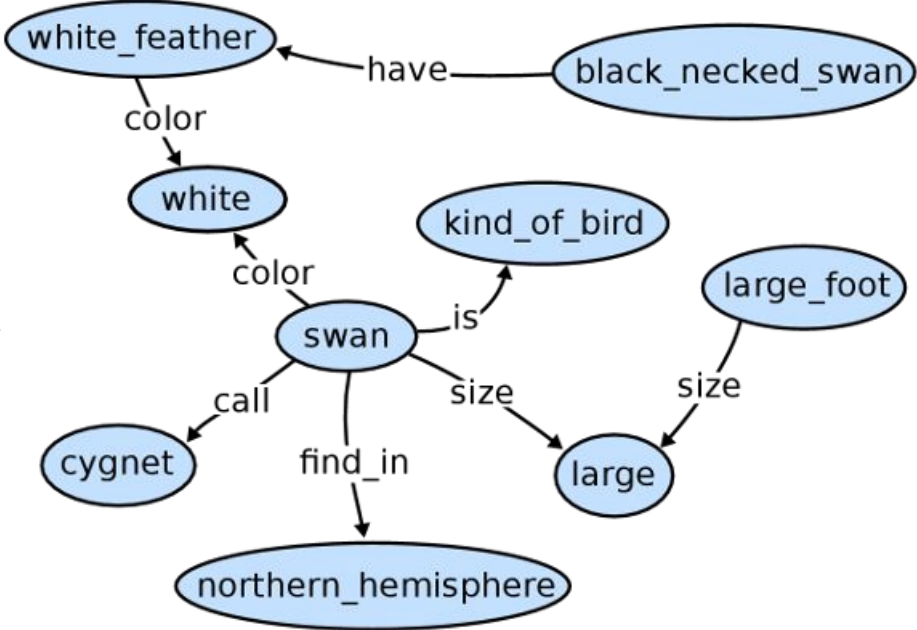 white_feather
have
black_necked_swan
color
white
kind_of_bird
color
large_foot
is
swan
size
size
call
cygnet
find_in
large
northern_hemisphere